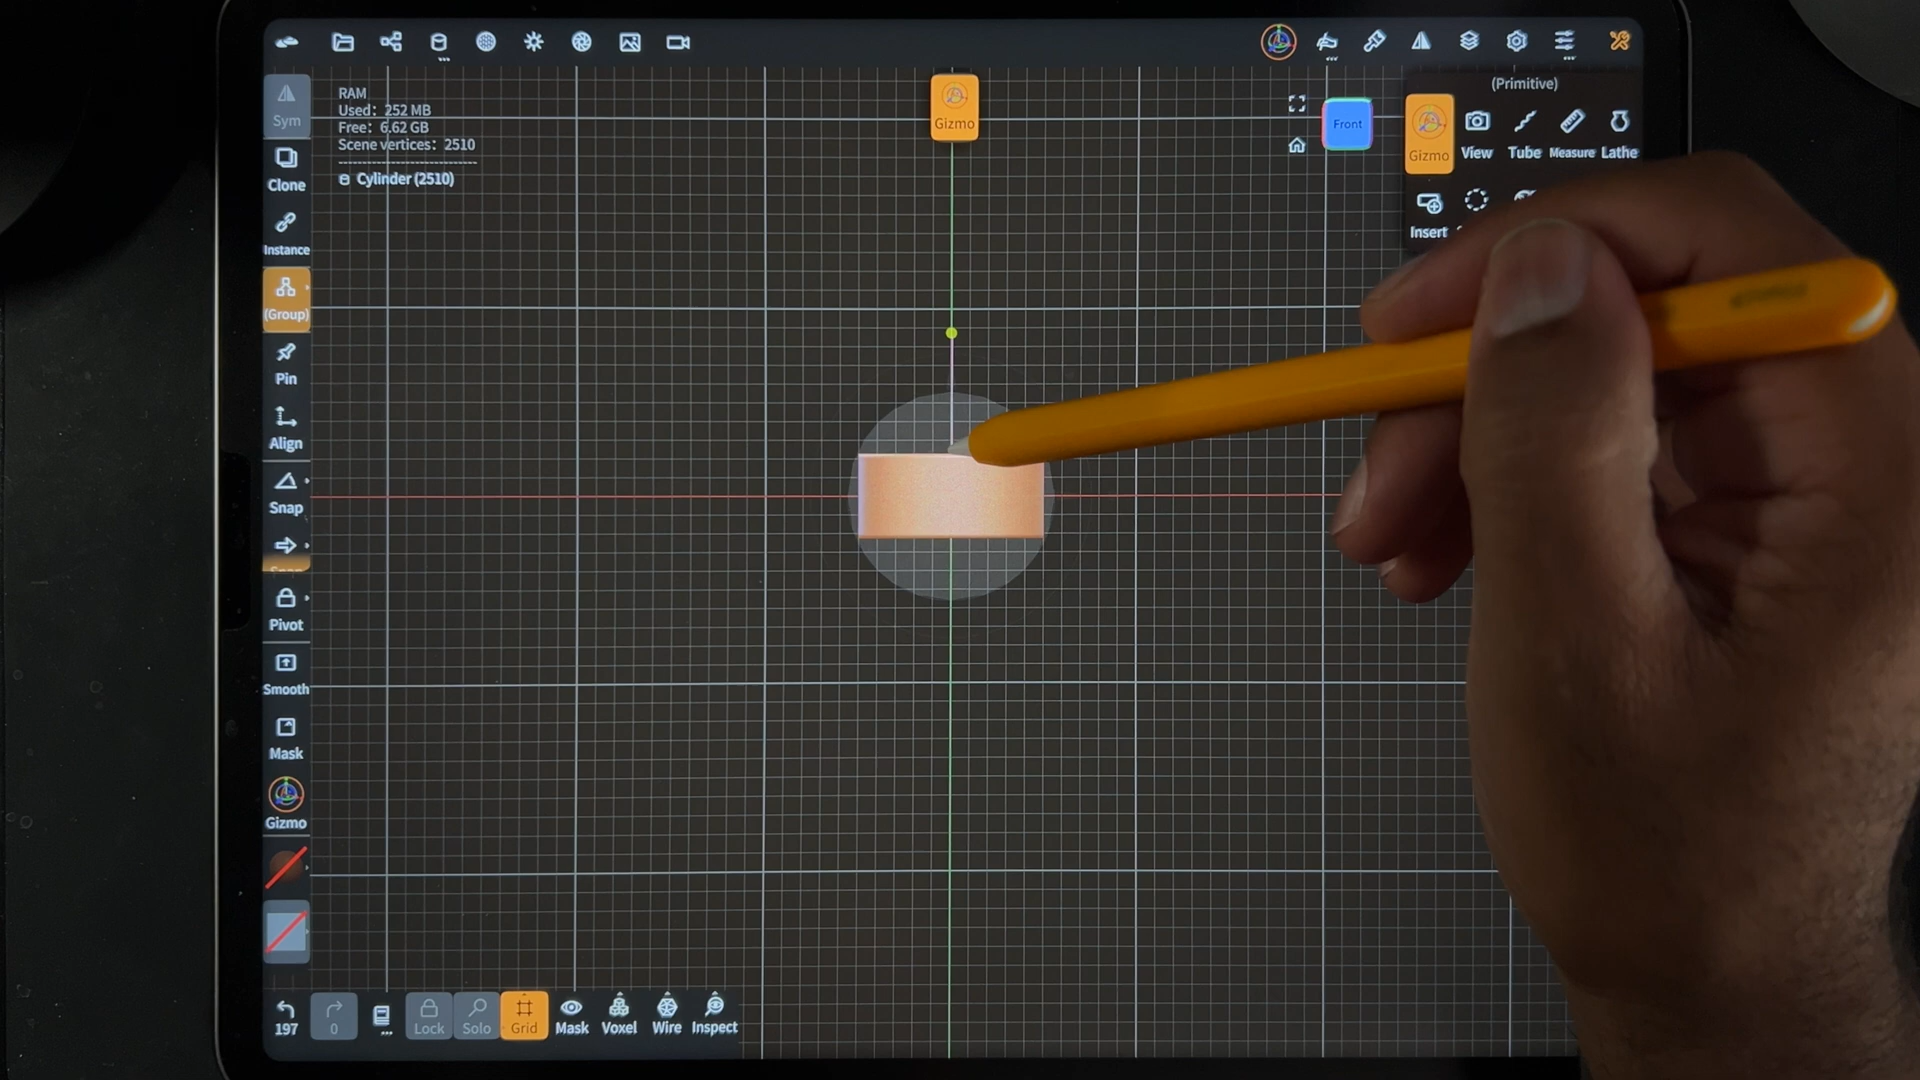 (Primitive)
Sym
RAM
Used: 252 MB
Free: 6.62 GB
Scene vertices: 2510
Gizmo
Front
Gizmo
View
Tube
Measure
Lathe
Clone
Cylinder (2510)
Instance
Insert
(Group)
Pin
Align
Snap
Pivot
Smooth
Mask
Gizmo
197
0
Lock
Solo
Grid
Mask
Voxel
Wire
Inspect